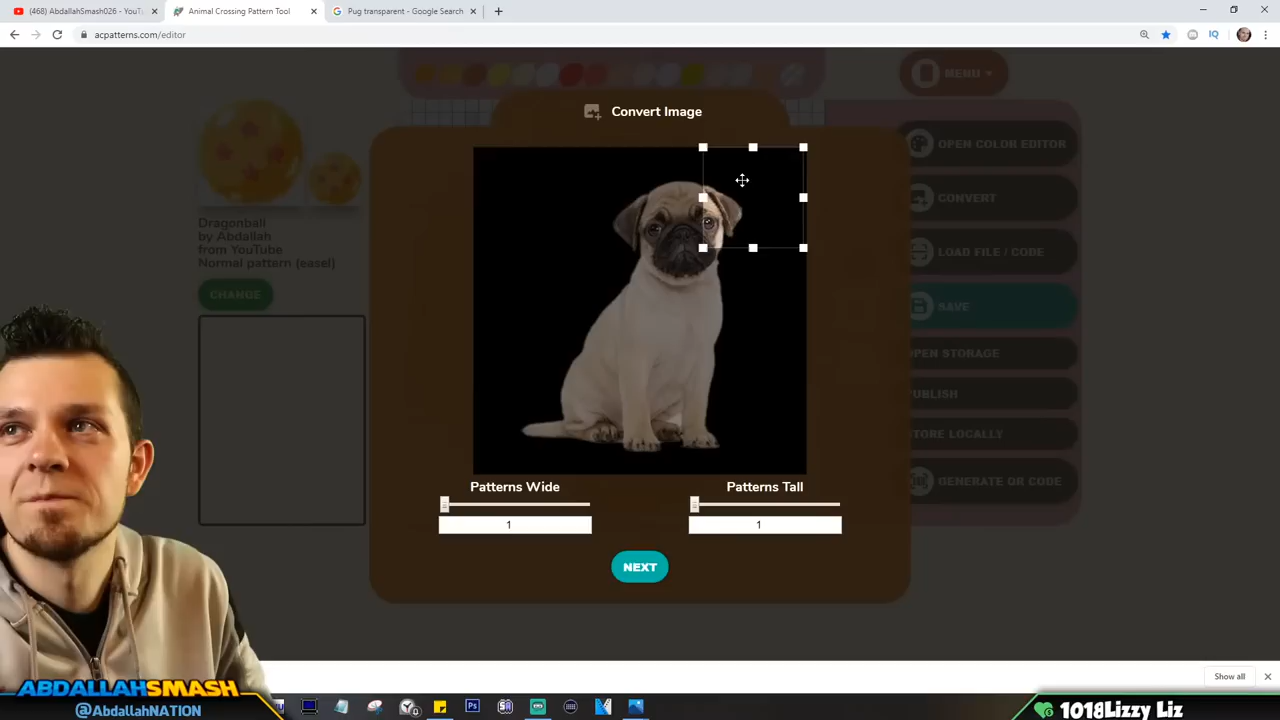 (468) AbdallahSmash026 - YouTu
Animal Crossing Pattern Tool
Pug transparent - Google Search
acpatterns.com/editor
IQ
MENU
Convert Image
OPEN COLOR EDITOR
CONVERT
LOAD FILE / CODE
SAVE
OPEN STORAGE
PUBLISH
STORE LOCALLY
GENERATE QR CODE
Dragonball
by Abdallah
from YouTube
Normal pattern (easel)
CHANGE
Patterns Wide
Patterns Tall
1
1
NEXT
Show all
ABDALLAHSMASH
@AbdallahNATION
1018Lizzy Liz